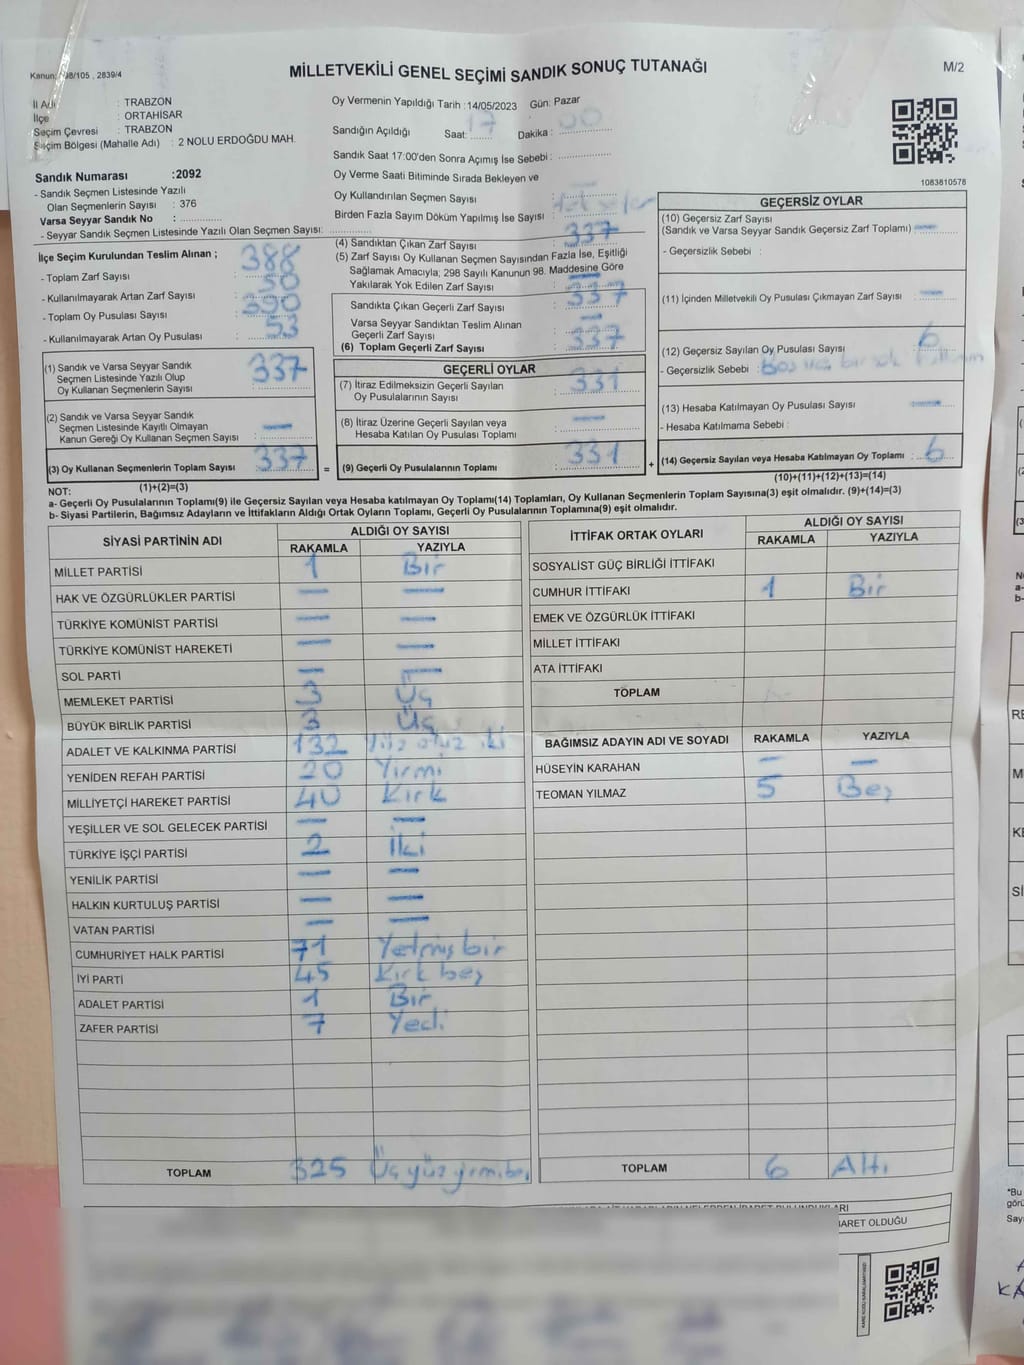 Kanun: 298/105 , 2839/4
MİLLETVEKİLİ GENEL SEÇİMİ SANDIK SONUÇ TUTANAĞI
M/2
İl Adı : TRABZON
İlçe : ORTAHİSAR
Seçim Çevresi : TRABZON
Seçim Bölgesi (Mahalle Adı) : 2 NOLU ERDOĞDU MAH.
Sandık Numarası :2092
- Sandık Seçmen Listesinde Yazılı
Olan Seçmenlerin Sayısı : 376
Varsa Seyyar Sandık No :
- Seyyar Sandık Seçmen Listesinde Yazılı Olan Seçmen Sayısı:
Oy Vermenin Yapıldığı Tarih :14/05/2023 Gün: Pazar
Sandığın Açıldığı Saat: 17 Dakika : 00
Sandık Saat 17:00'den Sonra Açımış İse Sebebi :
Oy Verme Saati Bitiminde Sırada Bekleyen ve
Oy Kullandırılan Seçmen Sayısı :
Birden Fazla Sayım Döküm Yapılmış İse Sayısı :
1083810578
İlçe Seçim Kurulundan Teslim Alınan ;
- Toplam Zarf Sayısı : 388
- Kullanılmayarak Artan Zarf Sayısı : 50
- Toplam Oy Pusulası Sayısı : 390
- Kullanılmayarak Artan Oy Pusulası : 53
(1) Sandık ve Varsa Seyyar Sandık
Seçmen Listesinde Yazılı Olup
Oy Kullanan Seçmenlerin Sayısı : 337
(2) Sandık ve Varsa Seyyar Sandık
Seçmen Listesinde Kayıtlı Olmayan
Kanun Gereği Oy Kullanan Seçmen Sayısı : —
(3) Oy Kullanan Seçmenlerin Toplam Sayısı : 337
(1)+(2)=(3)
(4) Sandıktan Çıkan Zarf Sayısı : 337
(5) Zarf Sayısı Oy Kullanan Seçmen Sayısından Fazla İse, Eşitliği
Sağlamak Amacıyla; 298 Sayılı Kanunun 98. Maddesine Göre
Yakılarak Yok Edilen Zarf Sayısı : —
Sandıkta Çıkan Geçerli Zarf Sayısı : 337
Varsa Seyyar Sandıktan Teslim Alınan
Geçerli Zarf Sayısı : —
(6) Toplam Geçerli Zarf Sayısı : 337
GEÇERLİ OYLAR
(7) İtiraz Edilmeksizin Geçerli Sayılan
Oy Pusulalarının Sayısı : 331
(8) İtiraz Üzerine Geçerli Sayılan veya
Hesaba Katılan Oy Pusulası Toplamı : —
= (9) Geçerli Oy Pusulalarının Toplamı : 331
GEÇERSİZ OYLAR
(10) Geçersiz Zarf Sayısı
(Sandık ve Varsa Seyyar Sandık Geçersiz Zarf Toplamı) : —
- Geçersizlik Sebebi :
(11) İçinden Milletvekili Oy Pusulası Çıkmayan Zarf Sayısı : —
(12) Geçersiz Sayılan Oy Pusulası Sayısı : 6
- Geçersizlik Sebebi : Boş ve
(13) Hesaba Katılmayan Oy Pusulası Sayısı : —
- Hesaba Katılmama Sebebi :
+ (14) Geçersiz Sayılan veya Hesaba Katılmayan Oy Toplamı : 6
(10)+(11)+(12)+(13)=(14)
NOT:
a- Geçerli Oy Pusulalarının Toplamı(9) ile Geçersiz Sayılan veya Hesaba katılmayan Oy Toplamı(14) Toplamları, Oy Kullanan Seçmenlerin Toplam Sayısına(3) eşit olmalıdır. (9)+(14)=(3)
b- Siyasi Partilerin, Bağımsız Adayların ve İttifakların Aldığı Ortak Oyların Toplamı, Geçerli Oy Pusulalarının Toplamına(9) eşit olmalıdır.
SİYASİ PARTİNİN ADI
ALDIĞI OY SAYISI
RAKAMLA YAZIYLA
MİLLET PARTİSİ 1 Bir
HAK VE ÖZGÜRLÜKLER PARTİSİ — —
TÜRKİYE KOMÜNİST PARTİSİ — —
TÜRKİYE KOMÜNİST HAREKETİ — —
SOL PARTİ — —
MEMLEKET PARTİSİ 3 Üç
BÜYÜK BİRLİK PARTİSİ 3 Üç
ADALET VE KALKINMA PARTİSİ 132 Yüz otuz iki
YENİDEN REFAH PARTİSİ 20 Yirmi
MİLLİYETÇİ HAREKET PARTİSİ 40 Kırk
YEŞİLLER VE SOL GELECEK PARTİSİ — —
TÜRKİYE İŞÇİ PARTİSİ 2 İki
YENİLİK PARTİSİ — —
HALKIN KURTULUŞ PARTİSİ — —
VATAN PARTİSİ — —
CUMHURİYET HALK PARTİSİ 71 Yetmiş bir
İYİ PARTİ 45 Kırk beş
ADALET PARTİSİ 1 Bir
ZAFER PARTİSİ 7 Yedi
TOPLAM 325 Üç yüz yirmi beş
İTTİFAK ORTAK OYLARI
ALDIĞI OY SAYISI
RAKAMLA YAZIYLA
SOSYALİST GÜÇ BİRLİĞİ İTTİFAKI
CUMHUR İTTİFAKI 1 Bir
EMEK VE ÖZGÜRLÜK İTTİFAKI
MİLLET İTTİFAKI
ATA İTTİFAKI
TOPLAM
BAĞIMSIZ ADAYIN ADI VE SOYADI RAKAMLA YAZIYLA
HÜSEYİN KARAHAN — —
TEOMAN YILMAZ 5 Beş
TOPLAM 6 Altı
BARET OLDUĞU